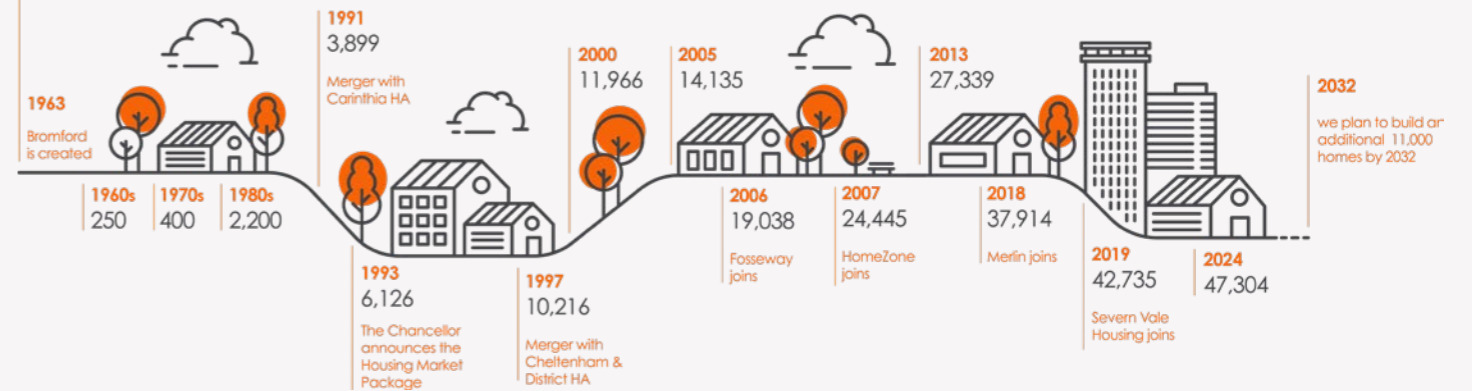 1963
Bromford
is created
1960s
250
1970s
400
1980s
2,200
1991
3,899
Merger with
Carinthia HA
1993
6,126
The Chancellor
announces the
Housing Market
Package
1997
10,216
Merger with
Cheltenham &
District HA
2000
11,966
2005
14,135
2006
19,038
Fosseway
joins
2007
24,445
HomeZone
joins
2013
27,339
2018
37,914
Merlin joins
2019
42,735
Severn Vale
Housing joins
2024
47,304
2032
we plan to build an
additional 11,000
homes by 2032